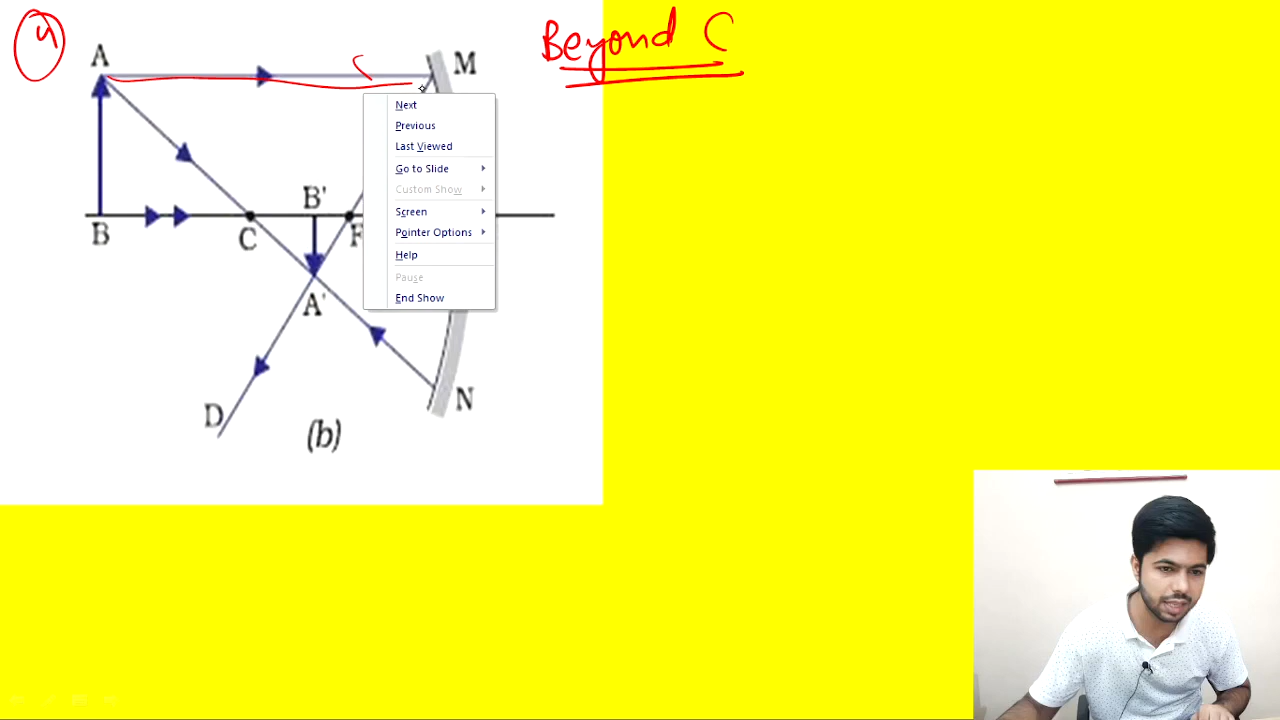 4
Beyond C
A
M
B
C
B'
F
A'
D
N
(b)
Next
Previous
Last Viewed
Go to Slide
Custom Show
Screen
Pointer Options
Help
Pause
End Show